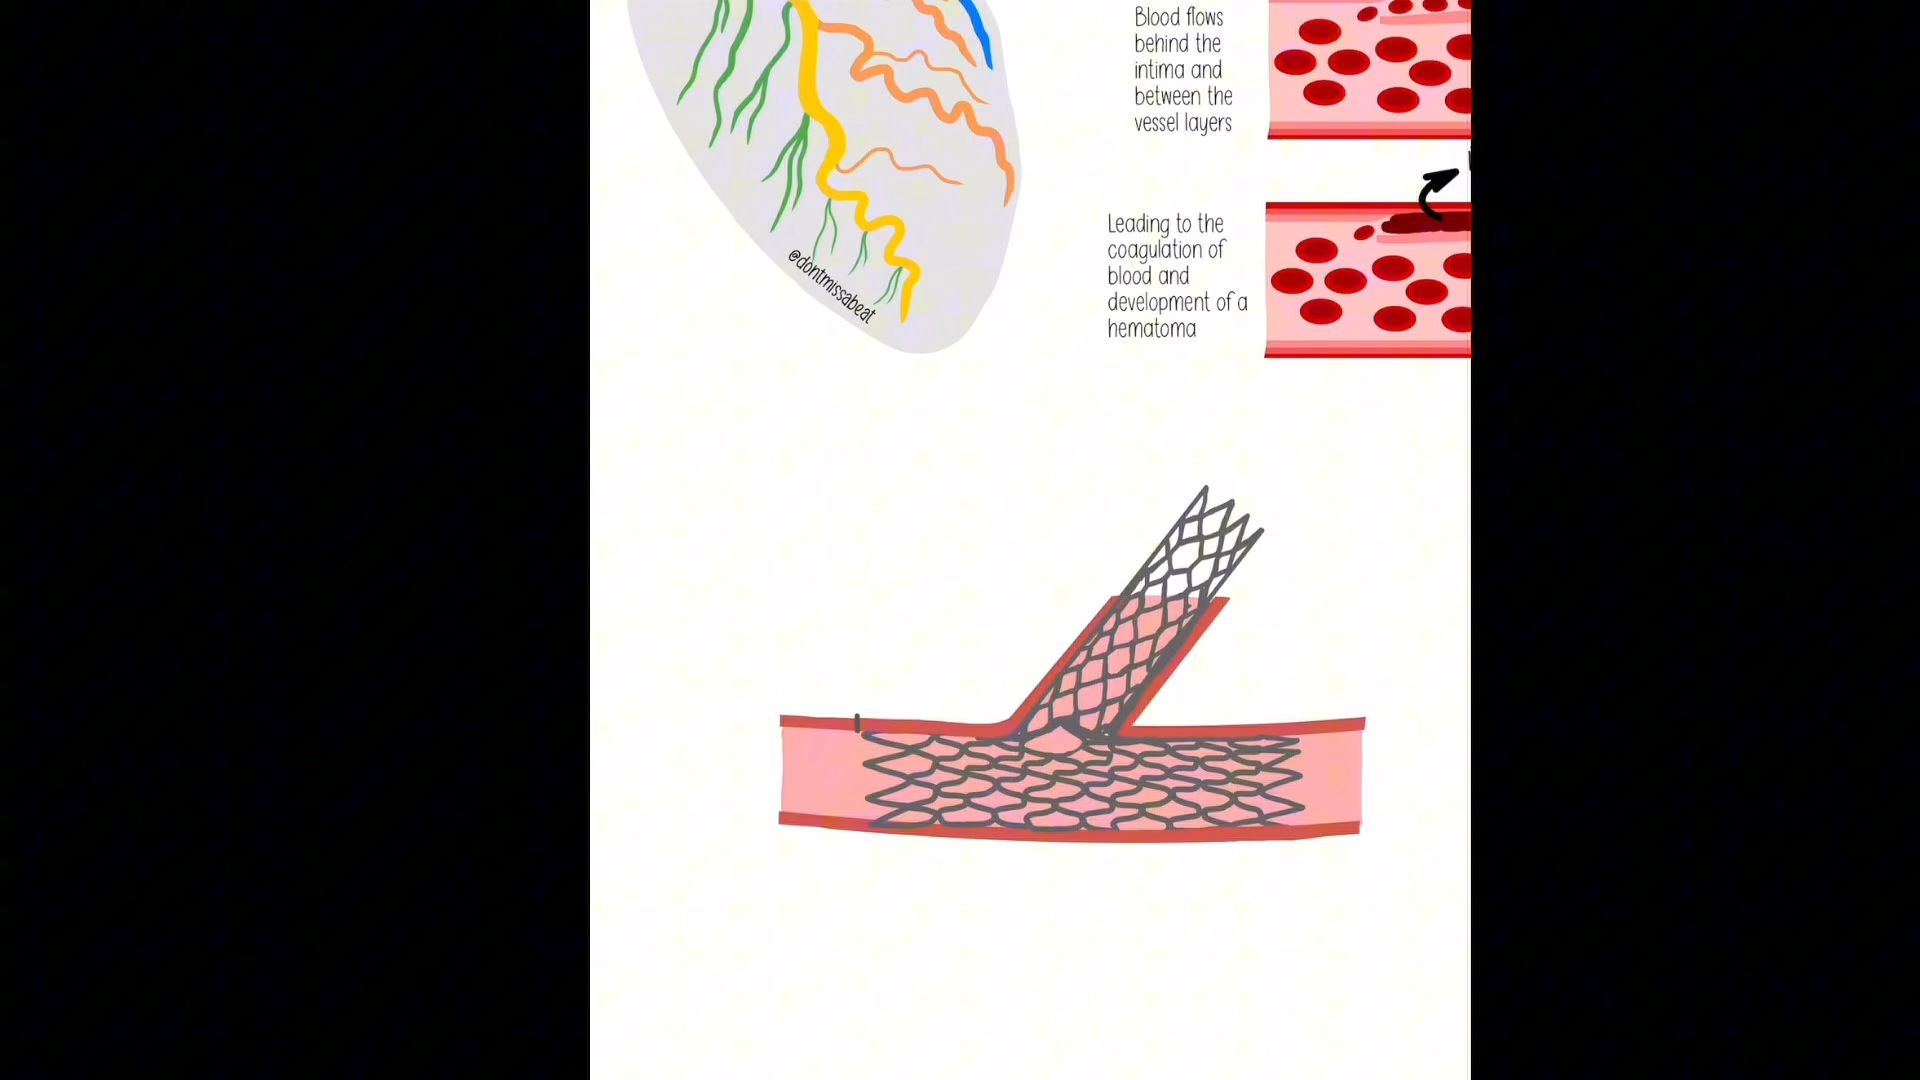 Blood flows
behind the
intima and
between the
vessel layers
Leading to the
coagulation of
blood and
development of a
hematoma
@dontmissabeat